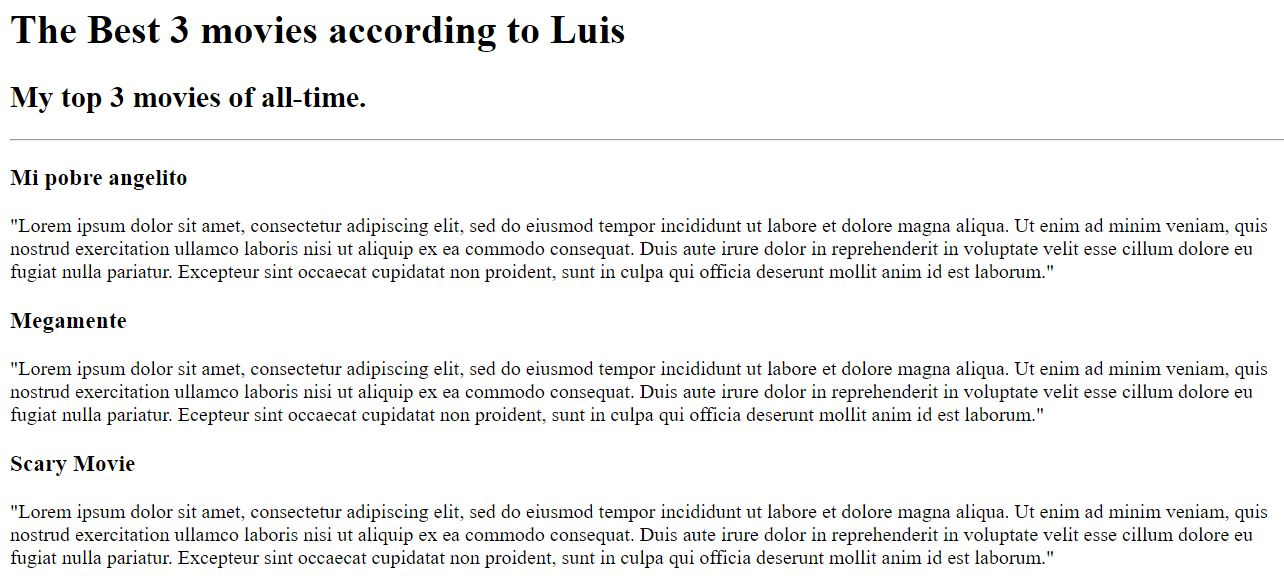 The Best 3 movies according to Luis
My top 3 movies of all-time.
Mi pobre angelito
"Lorem ipsum dolor sit amet, consectetur adipiscing elit, sed do eiusmod tempor incididunt ut labore et dolore magna aliqua. Ut enim ad minim veniam, quis
nostrud exercitation ullamco laboris nisi ut aliquip ex ea commodo consequat. Duis aute irure dolor in reprehenderit in voluptate velit esse cillum dolore eu
fugiat nulla pariatur. Excepteur sint occaecat cupidatat non proident, sunt in culpa qui officia deserunt mollit anim id est laborum."
Megamente
"Lorem ipsum dolor sit amet, consectetur adipiscing elit, sed do eiusmod tempor incididunt ut labore et dolore magna aliqua. Ut enim ad minim veniam, quis
nostrud exercitation ullamco laboris nisi ut aliquip ex ea commodo consequat. Duis aute irure dolor in reprehenderit in voluptate velit esse cillum dolore eu
fugiat nulla pariatur. Ecepteur sint occaecat cupidatat non proident, sunt in culpa qui officia deserunt mollit anim id est laborum."
Scary Movie
"Lorem ipsum dolor sit amet, consectetur adipiscing elit, sed do eiusmod tempor incididunt ut labore et dolore magna aliqua. Ut enim ad minim veniam, quis
nostrud exercitation ullamco laboris nisi ut aliquip ex ea commodo consequat. Duis aute irure dolor in reprehenderit in voluptate velit esse cillum dolore eu
fugiat nulla pariatur. Excepteur sint occaecat cupidatat non proident, sunt in culpa qui officia deserunt mollit anim id est laborum."